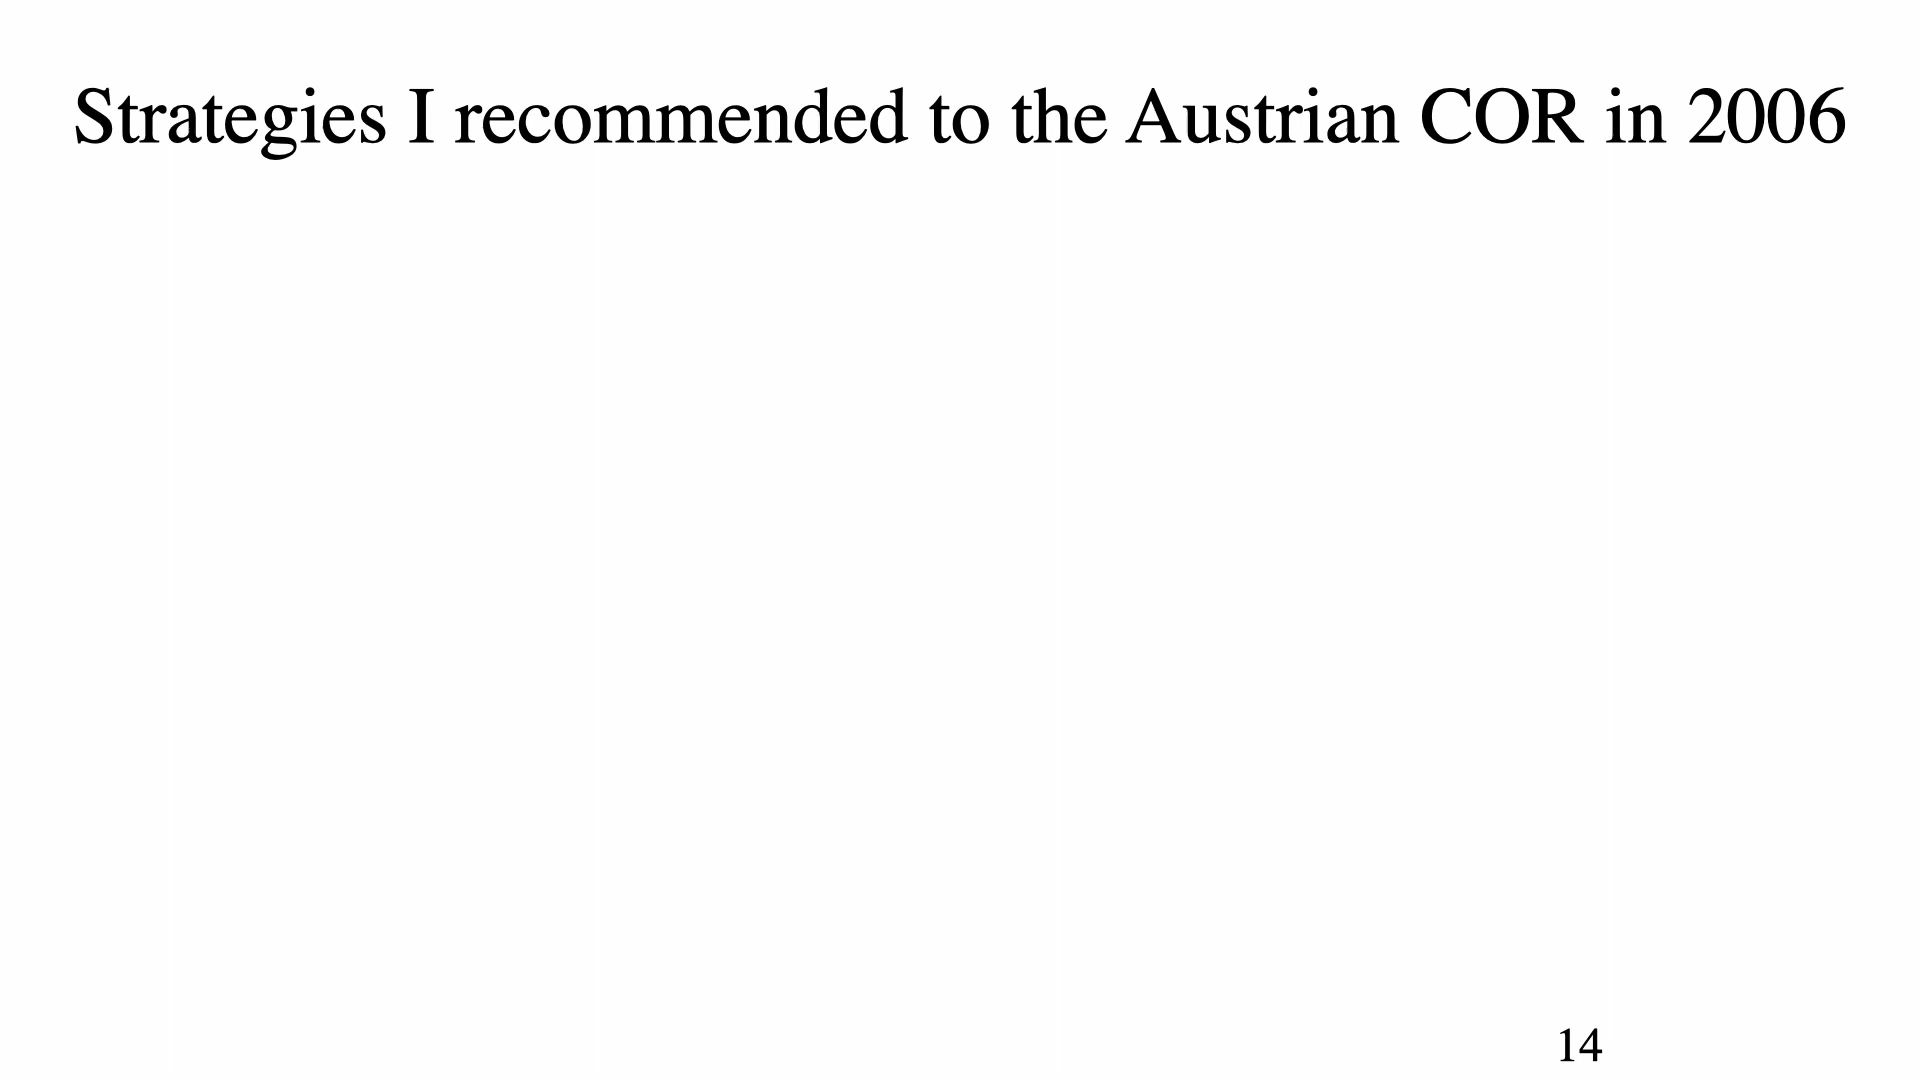 Strategies I recommended to the Austrian COR in 2006
14